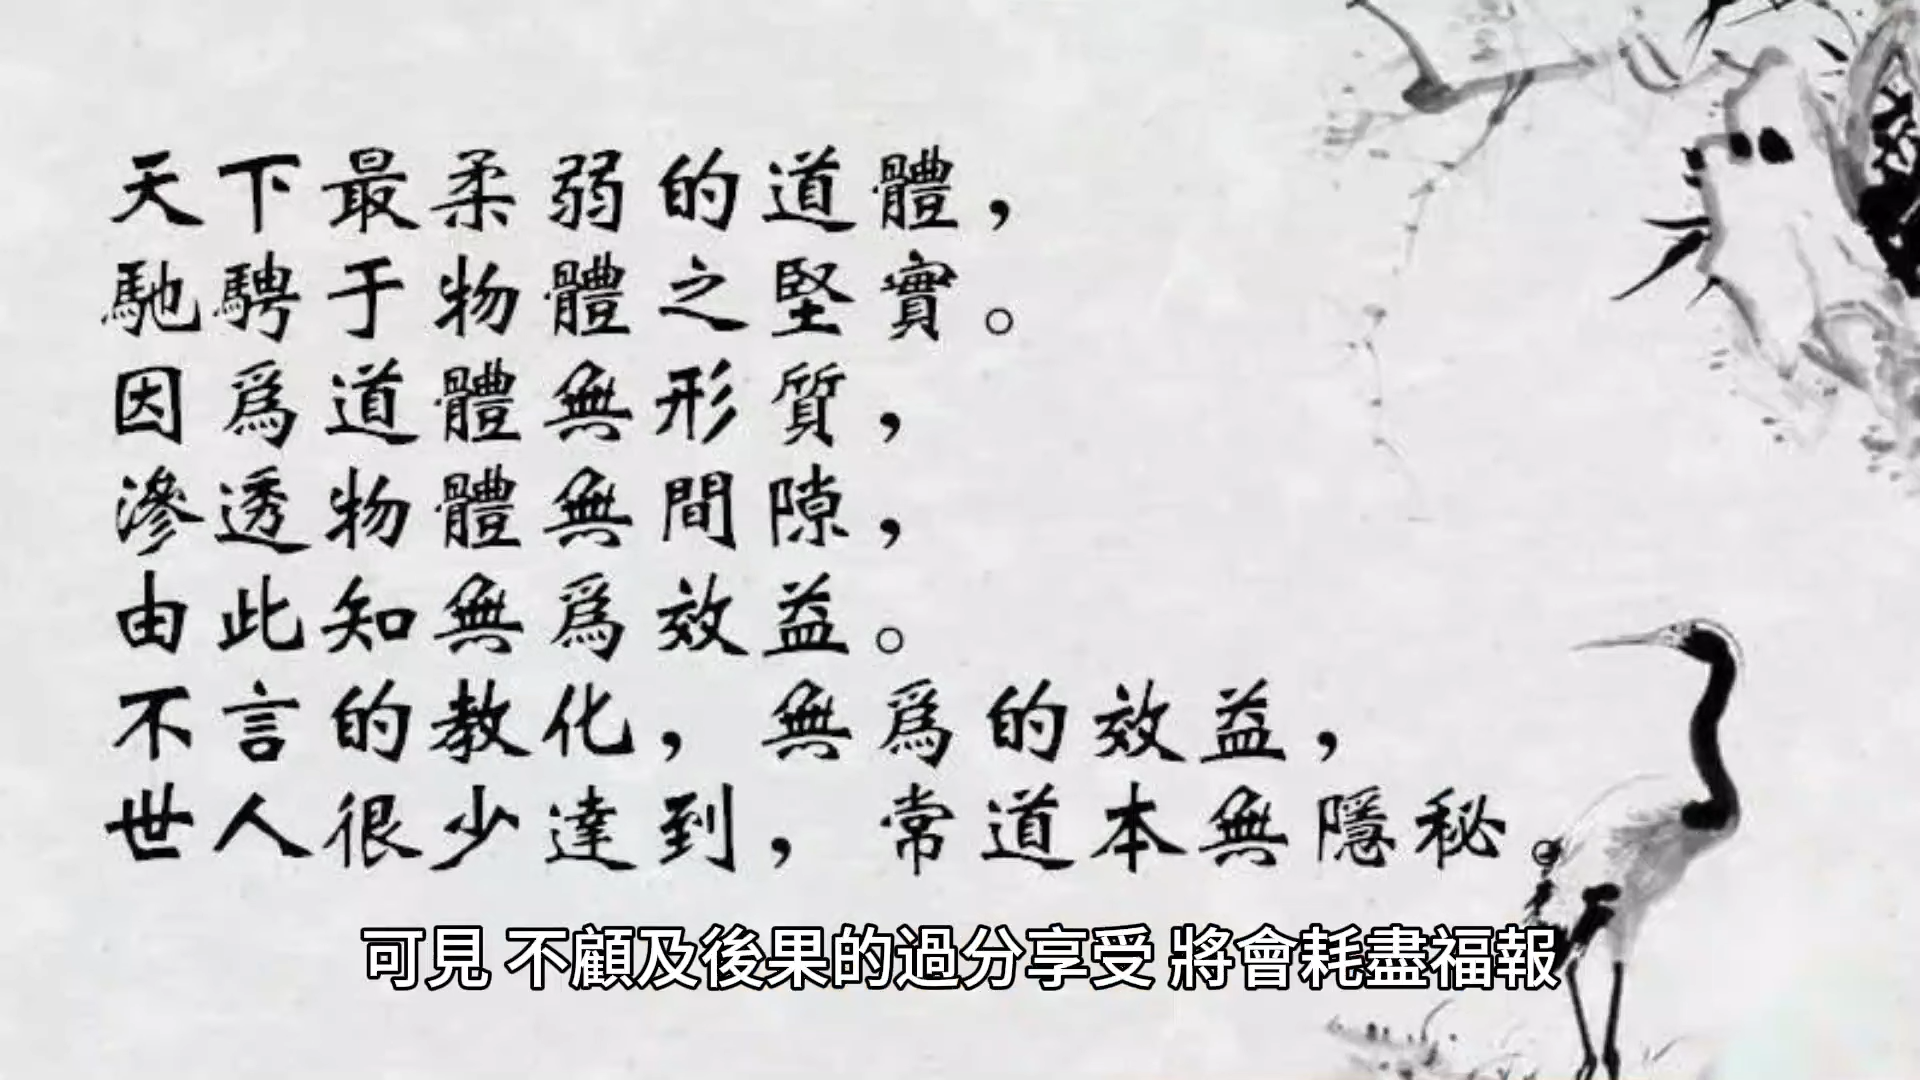 天下最柔弱的道體，
馳騁于物體之堅實。
因爲道體無形質，
滲透物體無間隙，
由此知無爲效益。
不言的教化，無爲的效益，
世人很少達到，常道本無隱秘。
可見 不顧及後果的過分享受 將會耗盡福報